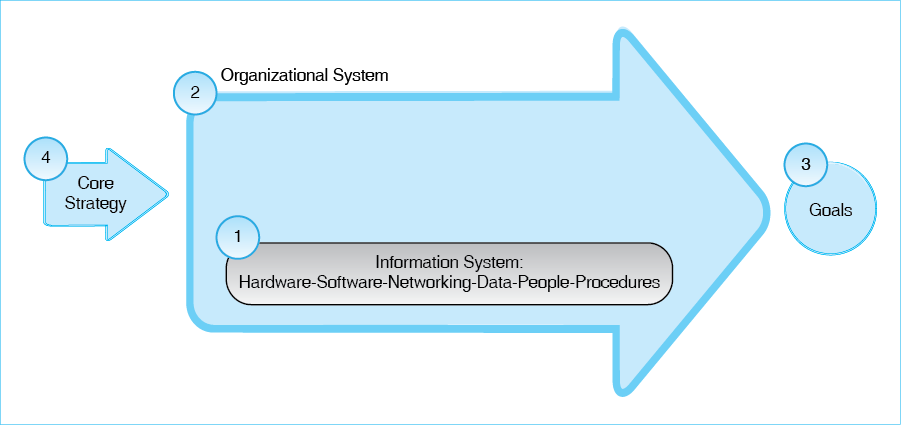 2
Organizational System
4
Core
Strategy
3
Goals
1
Information System:
Hardware-Software-Networking-Data-People-Procedures